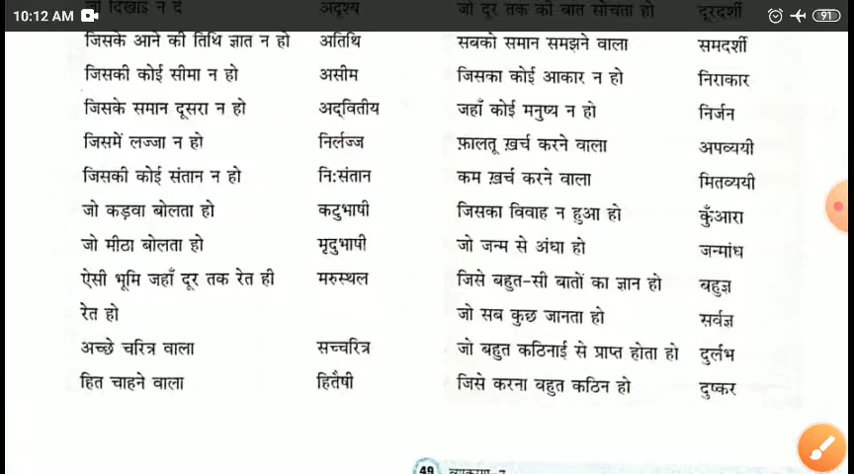 10:12 AM 91
जो दिखाई न दे अदृश्य
जिसके आने की तिथि ज्ञात न हो अतिथि
जिसकी कोई सीमा न हो असीम
जिसके समान दूसरा न हो अद्वितीय
जिसमें लज्जा न हो निर्लज्ज
जिसकी कोई संतान न हो नि:संतान
जो कड़वा बोलता हो कटुभाषी
जो मीठा बोलता हो मृदुभाषी
ऐसी भूमि जहाँ दूर तक रेत ही मरुस्थल
रेत हो
अच्छे चरित्र वाला सच्चरित्र
हित चाहने वाला हितैषी
जो दूर तक की बात सोचता हो दूरदर्शी
सबको समान समझने वाला समदर्शी
जिसका कोई आकार न हो निराकार
जहाँ कोई मनुष्य न हो निर्जन
फ़ालतू ख़र्च करने वाला अपव्ययी
कम ख़र्च करने वाला मितव्ययी
जिसका विवाह न हुआ हो कुँआरा
जो जन्म से अंधा हो जन्मांध
जिसे बहुत-सी बातों का ज्ञान हो बहुज्ञ
जो सब कुछ जानता हो सर्वज्ञ
जो बहुत कठिनाई से प्राप्त होता हो दुर्लभ
जिसे करना बहुत कठिन हो दुष्कर
49 व्याकरण-7